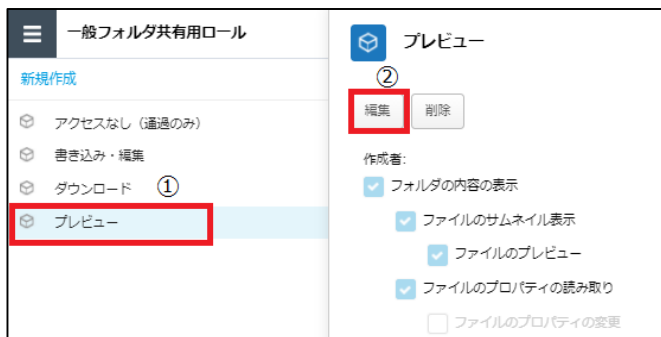 一般フォルダ共有用ロール
新規作成
アクセスなし（通過のみ）
書き込み・編集
ダウンロード ①
プレビュー
プレビュー
②
編集 削除
作成者:
フォルダの内容の表示
ファイルのサムネイル表示
ファイルのプレビュー
ファイルのプロパティの読み取り
ファイルのプロパティの変更